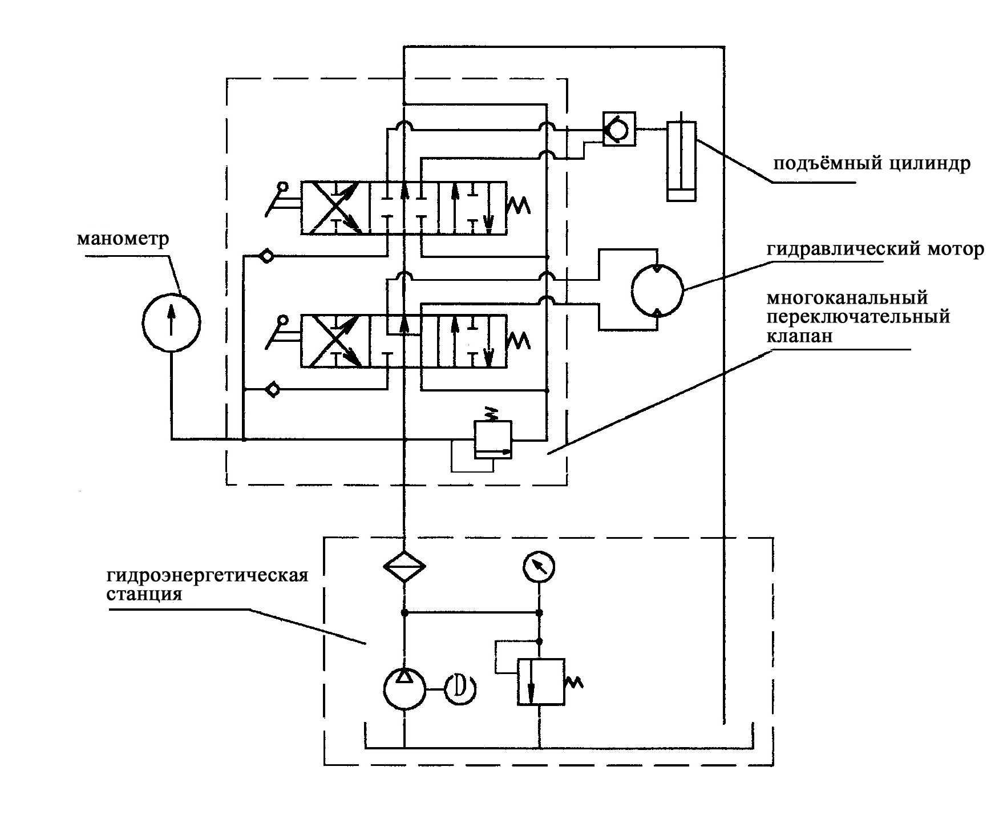 подъёмный цилиндр
манометр
гидравлический мотор
многоканальный
переключательный
клапан
гидроэнергетическая
станция
D